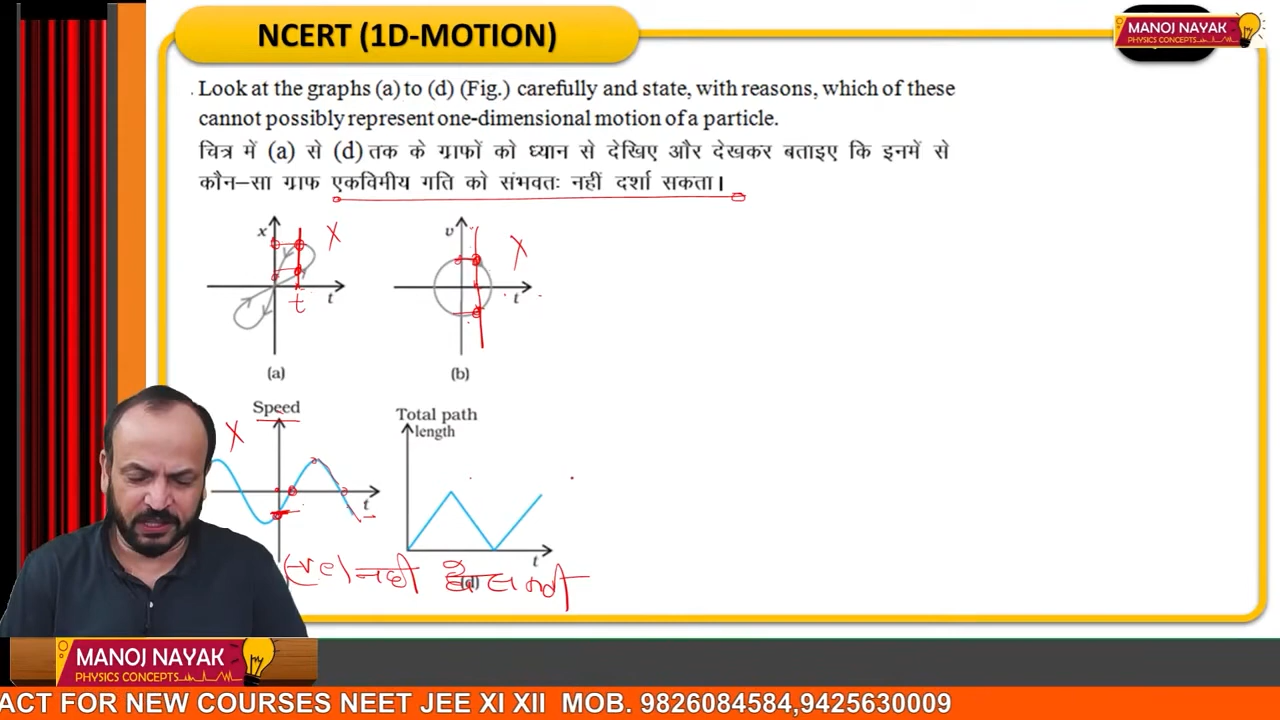 NCERT (1D-MOTION)
MANOJ NAYAK
PHYSICS CONCEPTS
Look at the graphs (a) to (d) (Fig.) carefully and state, with reasons, which of these
cannot possibly represent one-dimensional motion of a particle.
चित्र में (a) से (d) तक के ग्राफों को ध्यान से देखिए और देखकर बताइए कि इनमें से
कौन-सा ग्राफ एकविमीय गति को संभवतः नहीं दर्शा सकता।
x
t
t
X
(a)
v
t
X
(b)
Speed
X
t
Total path
length
t
(d)
(-ve) नहीं
MANOJ NAYAK
PHYSICS CONCEPTS
ACT FOR NEW COURSES NEET JEE XI XII MOB. 9826084584,9425630009